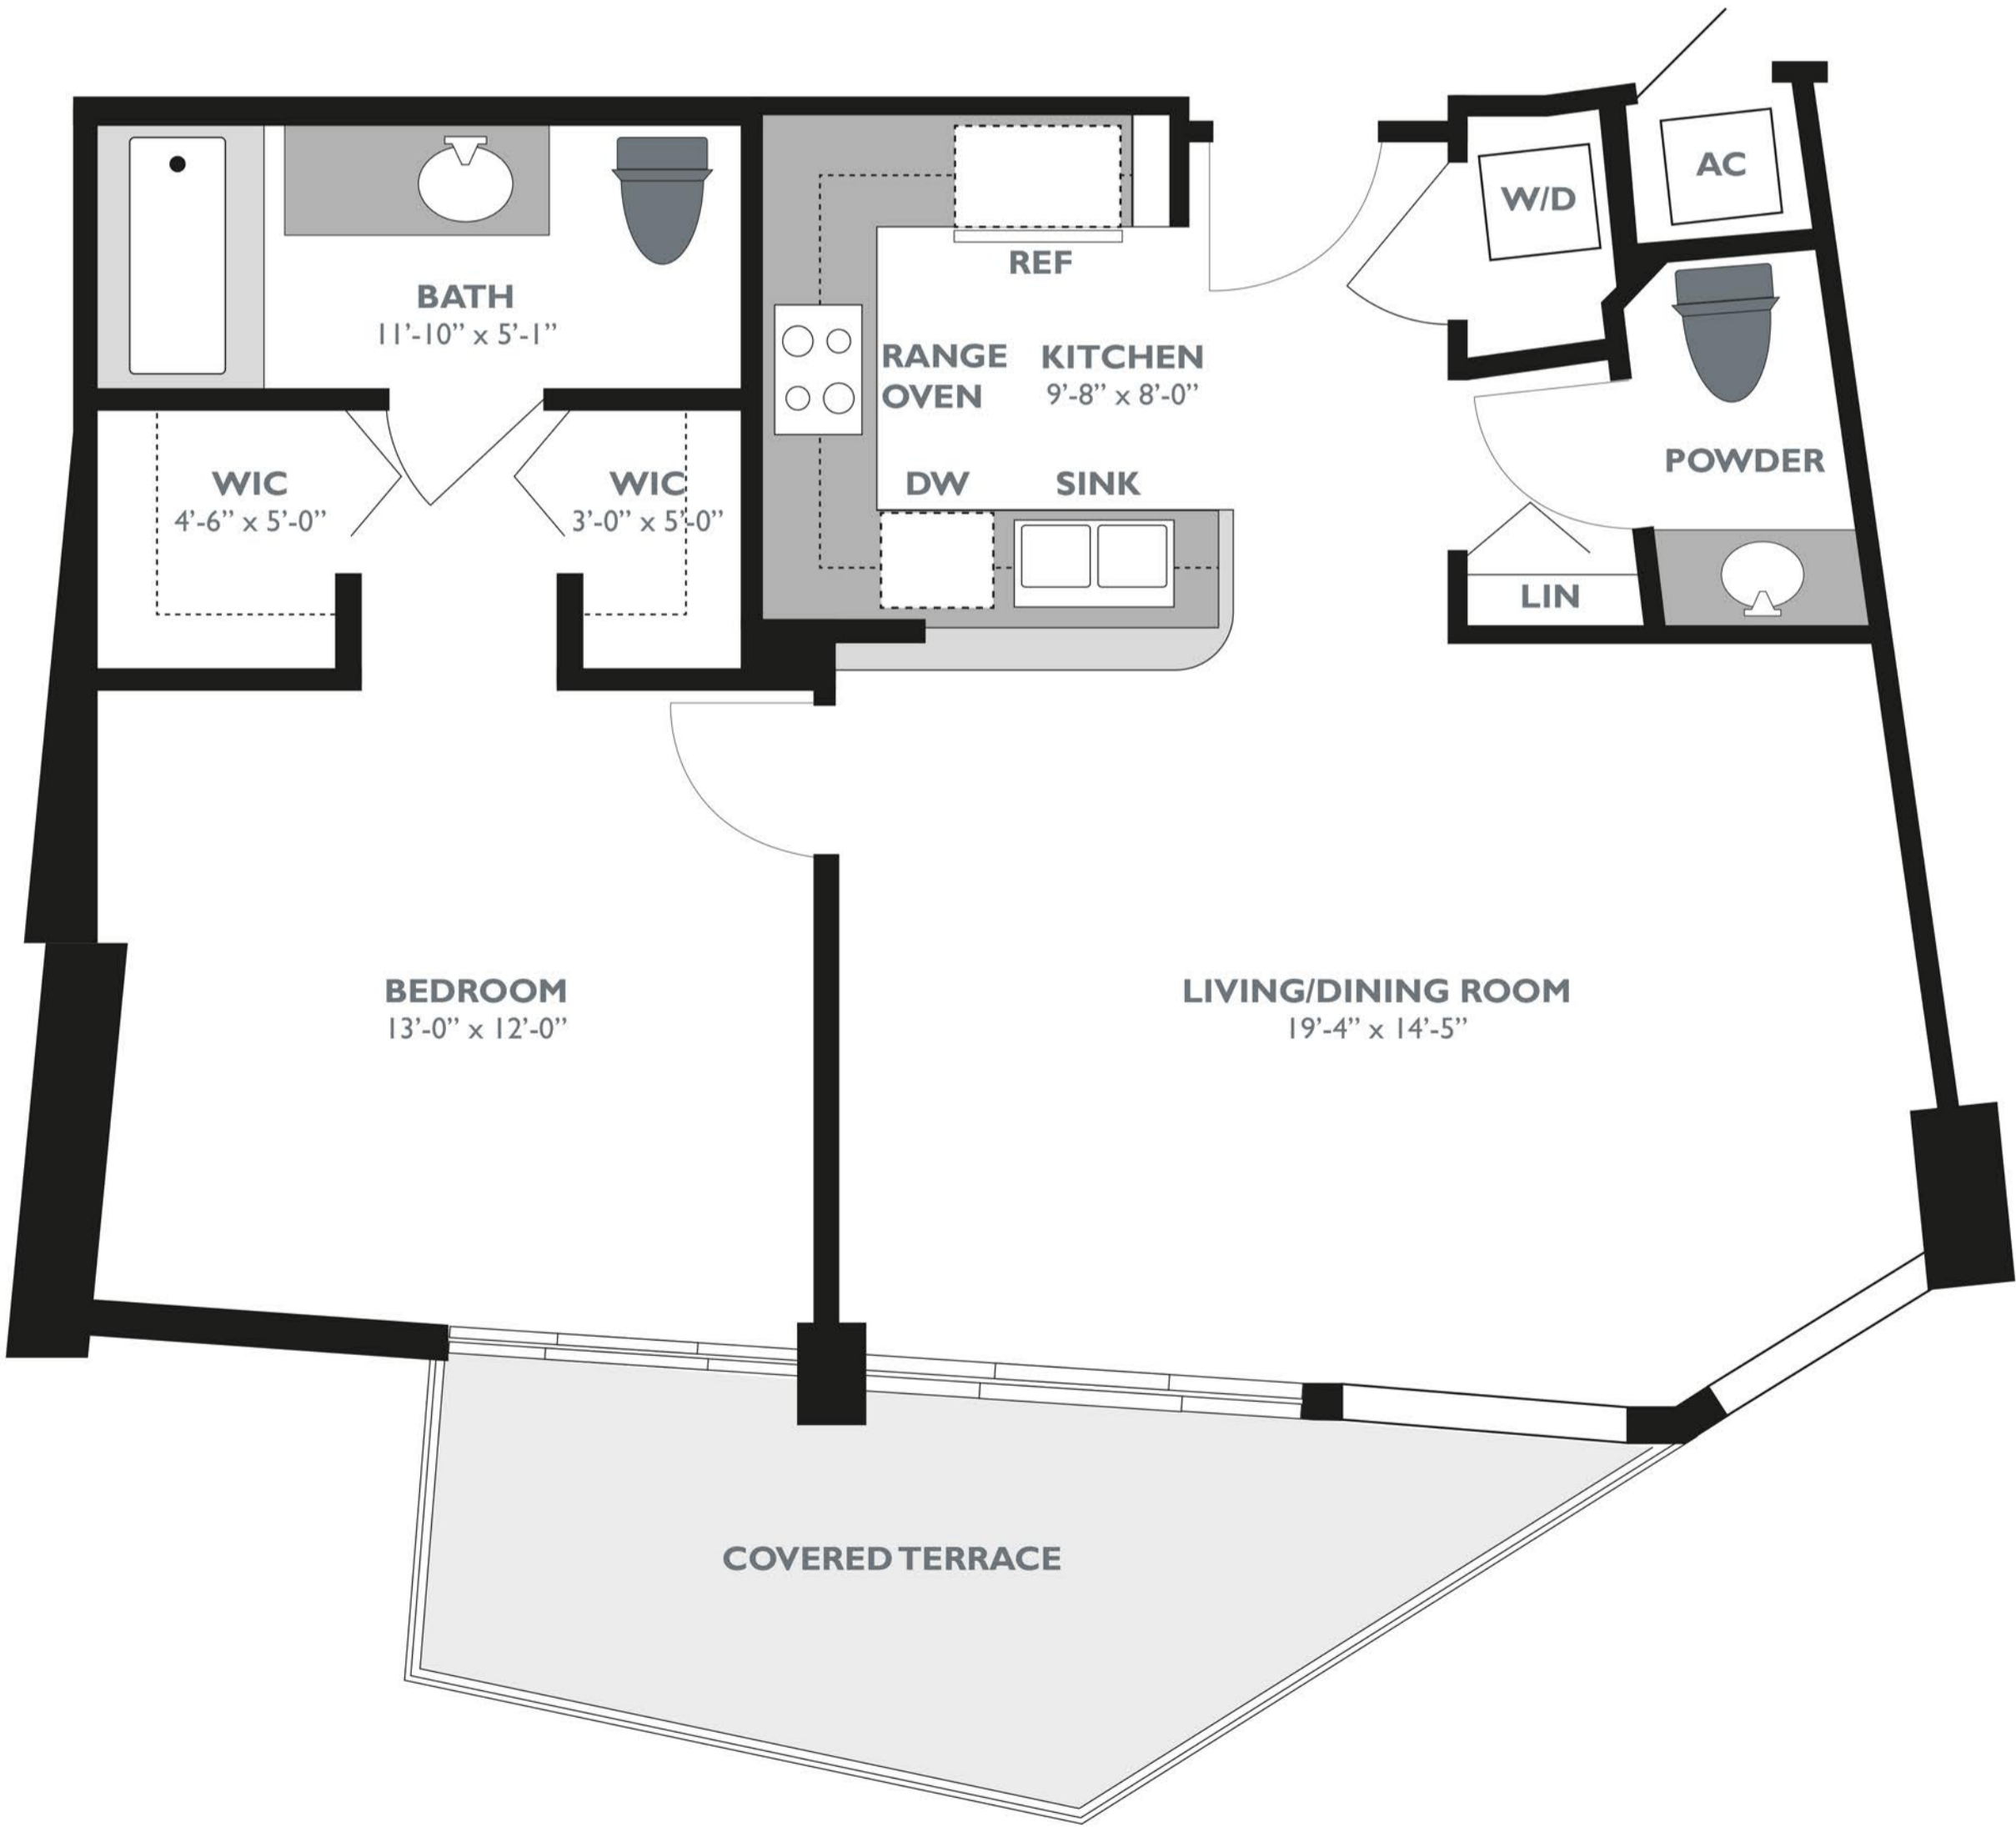 AC
W/D
REF
BATH
11’-10” x 5’-1”
RANGE
OVEN
KITCHEN
9’-8” x 8’-0”
POWDER
WIC
4’-6” x 5’-0”
WIC
3’-0” x 5’-0”
DW
SINK
LIN
BEDROOM
13’-0” x 12’-0”
LIVING/DINING ROOM
19’-4” x 14’-5”
COVERED TERRACE